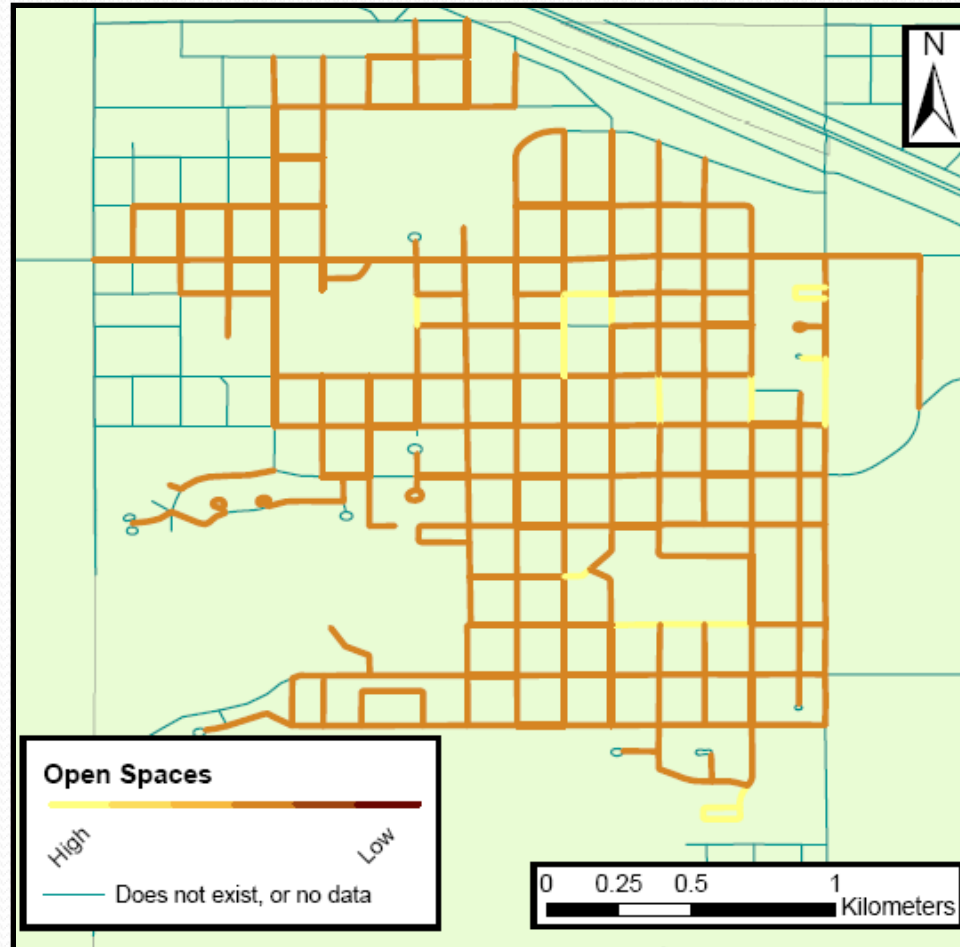 N
Open Spaces
High
Low
Does not exist, or no data
0 0.25 0.5 1
Kilometers